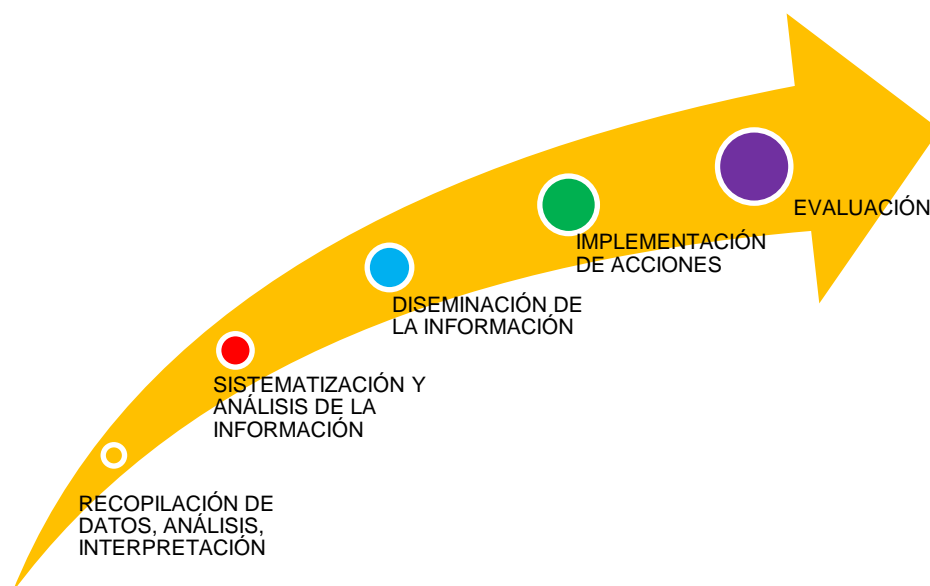 RECOPILACIÓN DE
DATOS, ANÁLISIS,
INTERPRETACIÓN
SISTEMATIZACIÓN Y
ANÁLISIS DE LA
INFORMACIÓN
DISEMINACIÓN DE
LA INFORMACIÓN
IMPLEMENTACIÓN
DE ACCIONES
EVALUACIÓN